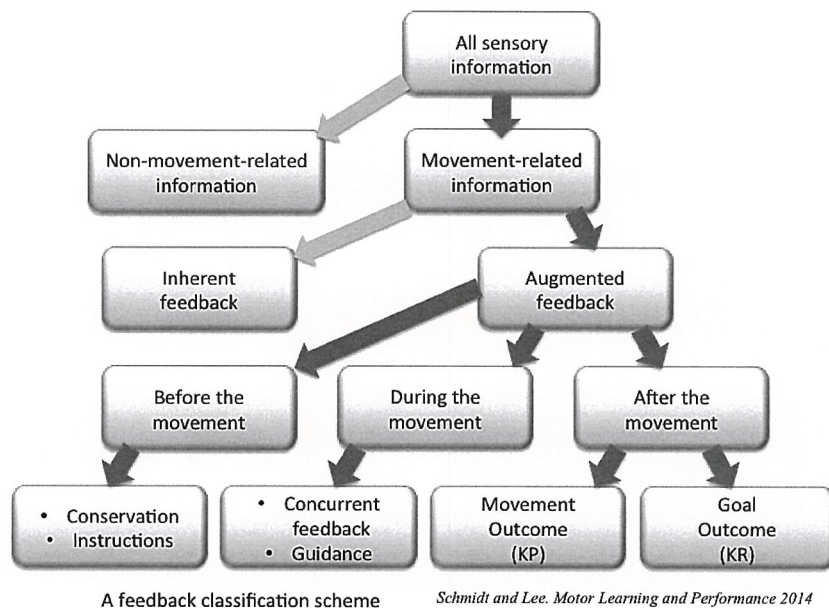 All sensory
information
Non-movement-related
information
Movement-related
information
Inherent
feedback
Augmented
feedback
Before the
movement
During the
movement
After the
movement
• Conservation
• Instructions
• Concurrent
feedback
• Guidance
Movement
Outcome
(KP)
Goal
Outcome
(KR)
A feedback classification scheme
Schmidt and Lee. Motor Learning and Performance 2014